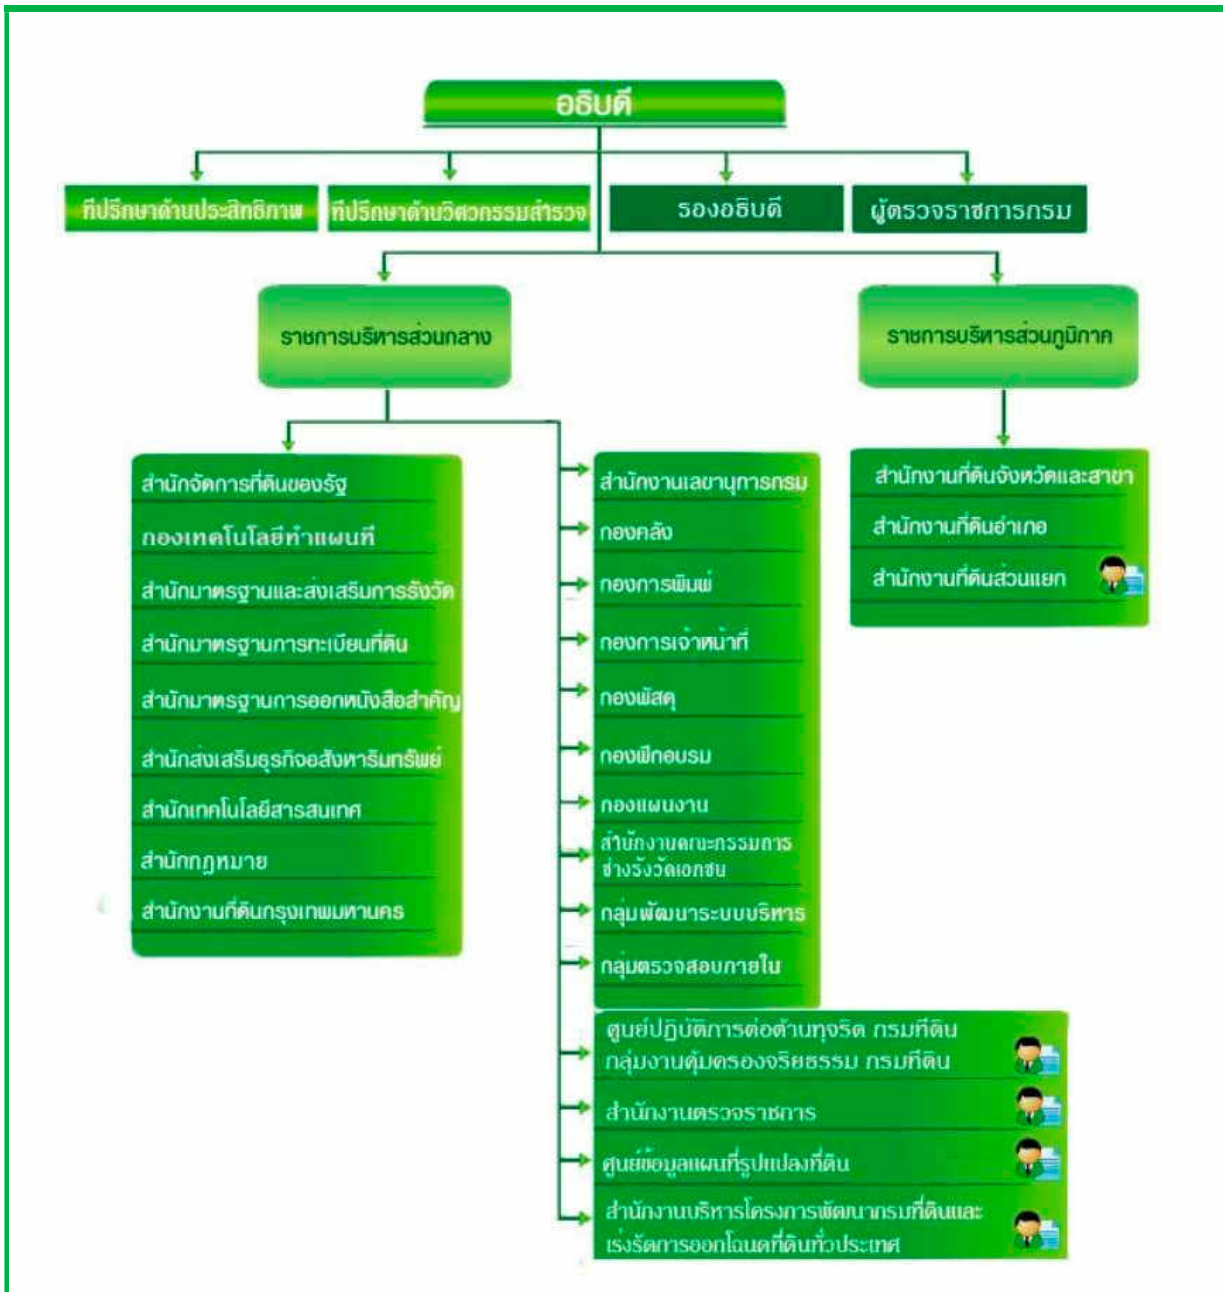 อธิบดี
ที่ปรึกษาด้านประสิทธิภาพ
ที่ปรึกษาด้านวิศวกรรมสำรวจ
รองอธิบดี
ผู้ตรวจราชการกรม
ราชการบริหารส่วนกลาง
ราชการบริหารส่วนภูมิภาค
สำนักจัดการที่ดินของรัฐ
กองเทคโนโลยีทำแผนที่
สำนักมาตรฐานและส่งเสริมการรังวัด
สำนักมาตรฐานการทะเบียนที่ดิน
สำนักมาตรฐานการออกหนังสือสำคัญ
สำนักส่งเสริมธุรกิจอสังหาริมทรัพย์
สำนักเทคโนโลยีสารสนเทศ
สำนักกฎหมาย
สำนักงานที่ดินกรุงเทพมหานคร
สำนักงานเลขานุการกรม
กองคลัง
กองการพิมพ์
กองการเจ้าหน้าที่
กองพัสดุ
กองฝึกอบรม
กองแผนงาน
สำนักงานคณะกรรมการ
ช่างรังวัดเอกชน
กลุ่มพัฒนาระบบบริหาร
กลุ่มตรวจสอบภายใน
ศูนย์ปฏิบัติการต่อต้านทุจริต กรมที่ดิน
กลุ่มงานคุ้มครองจริยธรรม กรมที่ดิน
สำนักงานตรวจราชการ
ศูนย์ข้อมูลแผนที่รูปแปลงที่ดิน
สำนักงานบริหารโครงการพัฒนากรมที่ดินและ
เร่งรัดการออกโฉนดที่ดินทั่วประเทศ
สำนักงานที่ดินจังหวัดและสาขา
สำนักงานที่ดินอำเภอ
สำนักงานที่ดินส่วนแยก